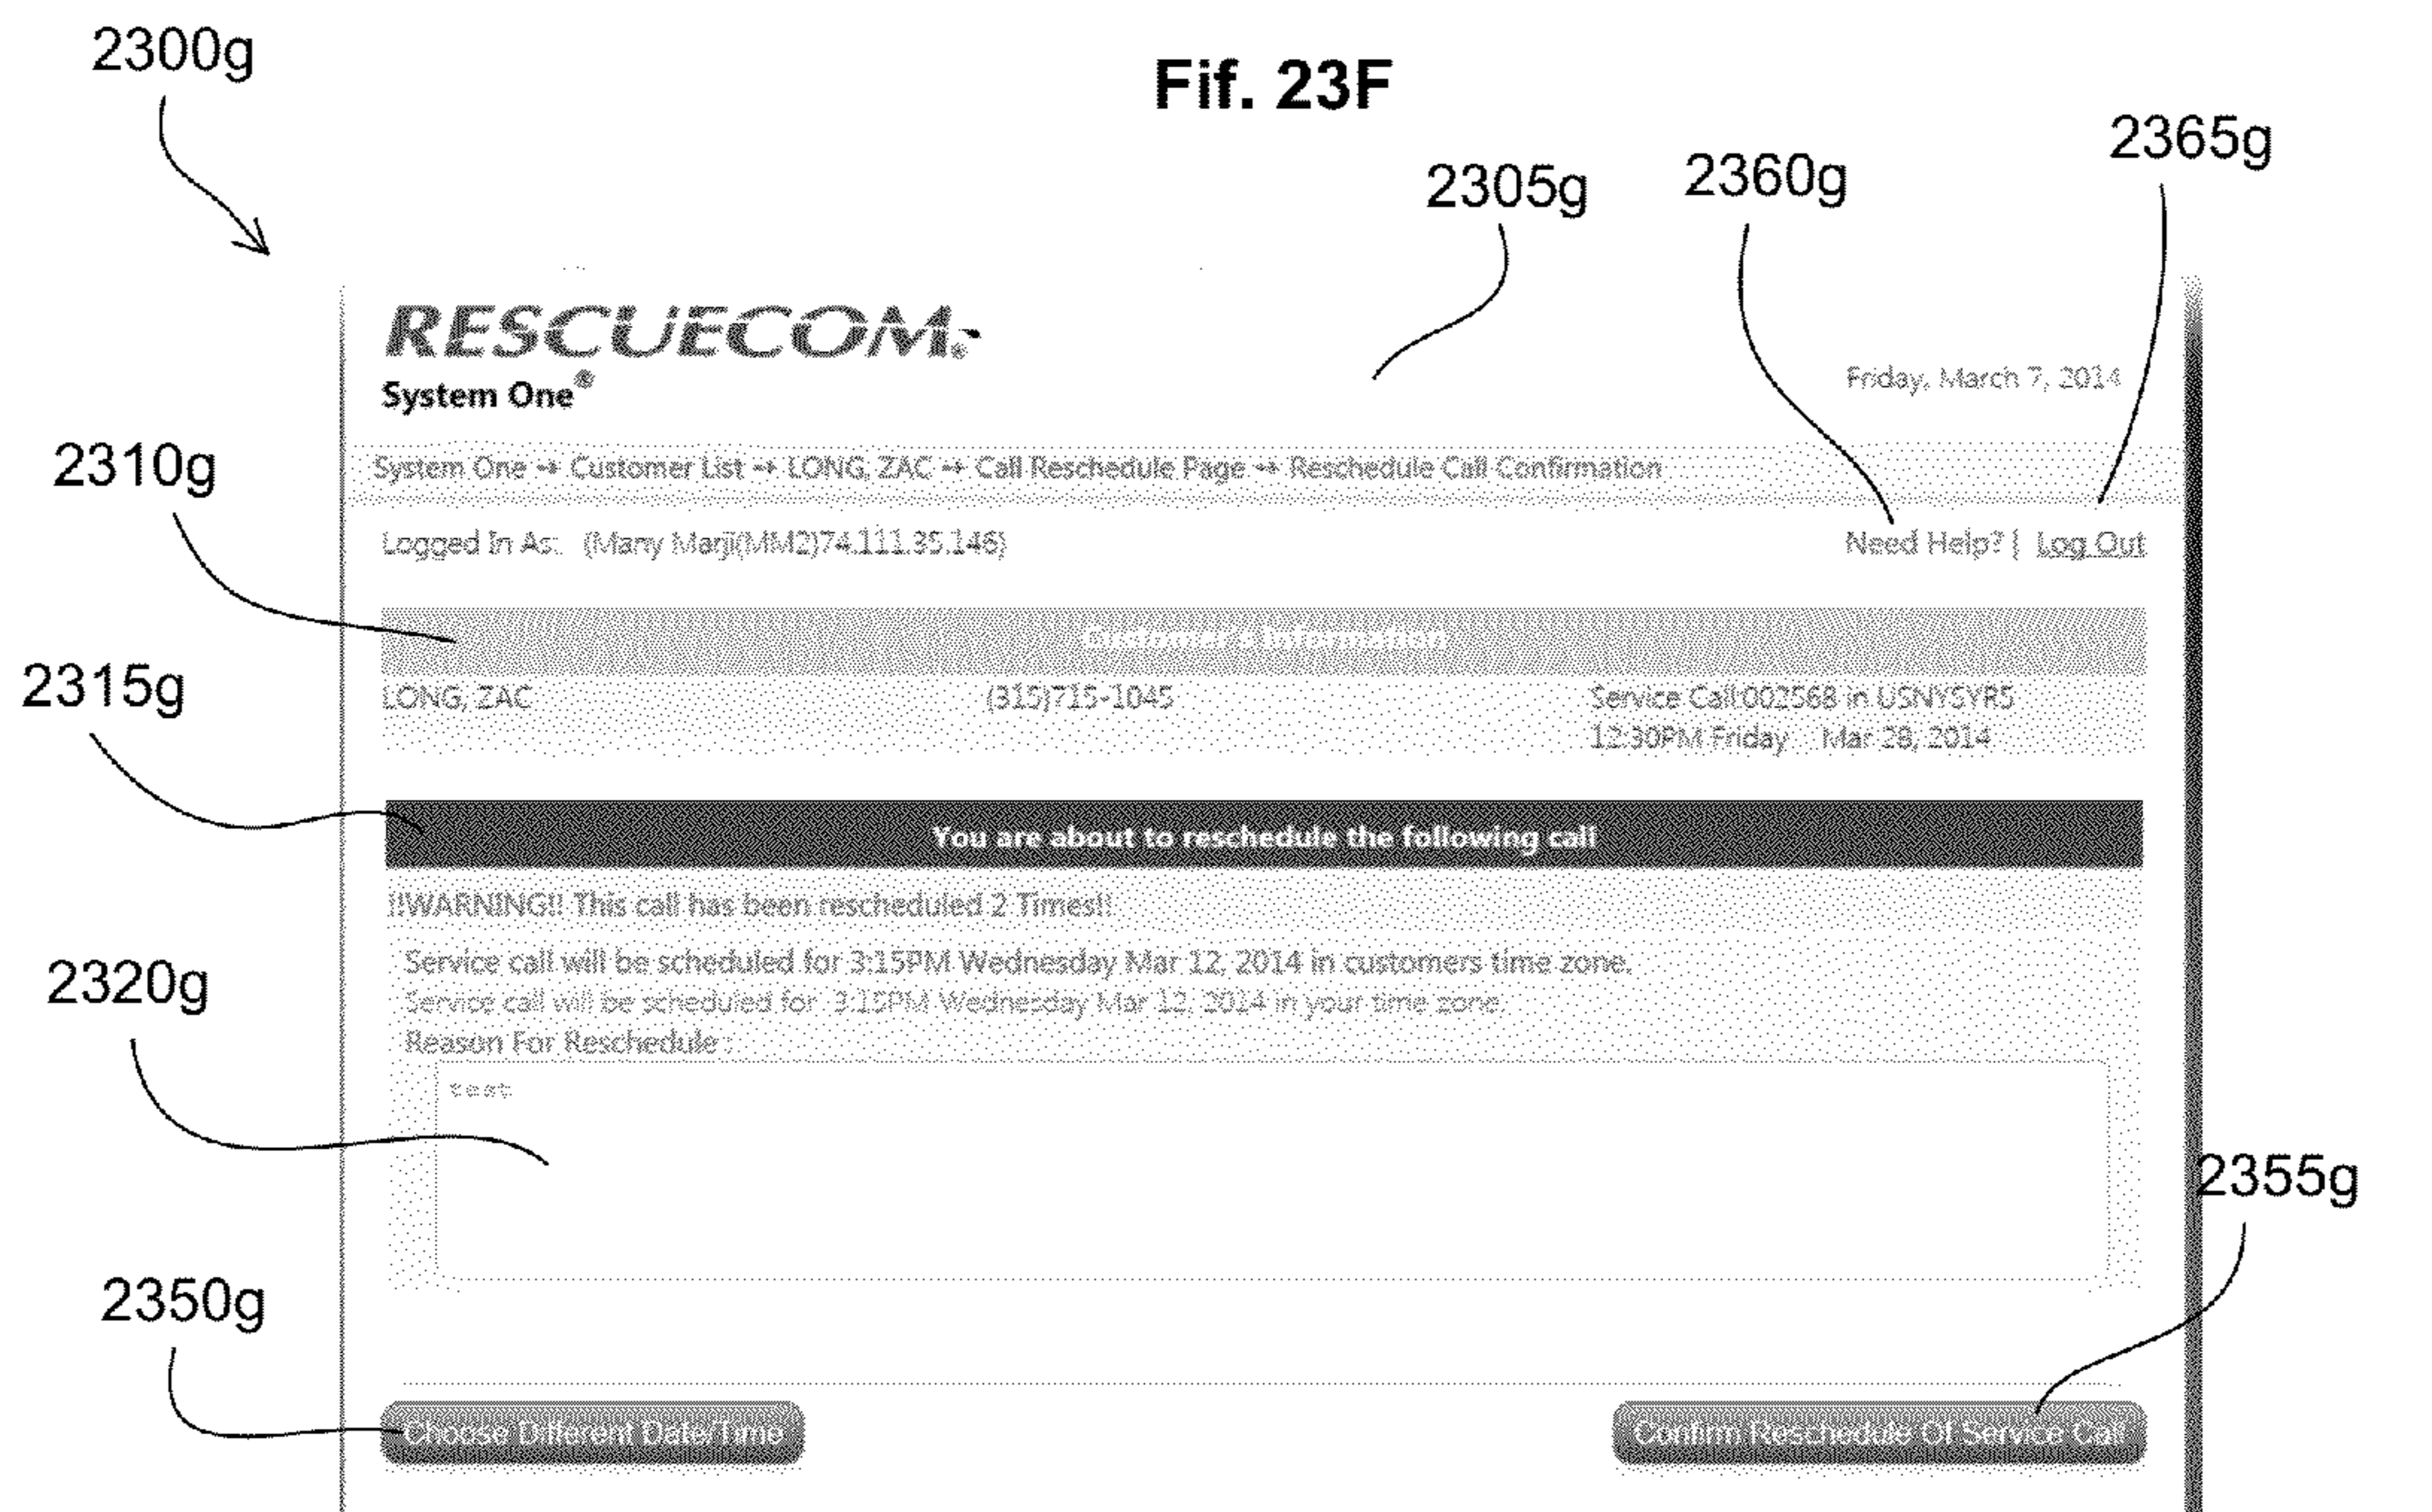 2300g
Fif. 23F
2305g
2360g
2365g
RESCUECOM®
System One®
Friday, March 7, 2014
2310g
System One → Customer List → LONG, ZAC → Call Reschedule Page → Reschedule Call Confirmation
Logged In As: (Many Marji(MM2)74.111.35.146)
Need Help? | Log Out
Customer's Information
2315g
LONG, ZAC
(315)715-1045
Service Call:002568 in USNYSYR5
12:30PM Friday Mar 28, 2014
You are about to reschedule the following call
!!WARNING!! This call has been rescheduled 2 Times!!
2320g
Service call will be scheduled for 3:15PM Wednesday Mar 12, 2014 in customers time zone.
Service call will be scheduled for 3:15PM Wednesday Mar 12, 2014 in your time zone.
Reason For Reschedule :
test
2355g
2350g
Choose Different Date/Time
Confirm Reschedule Of Service Call